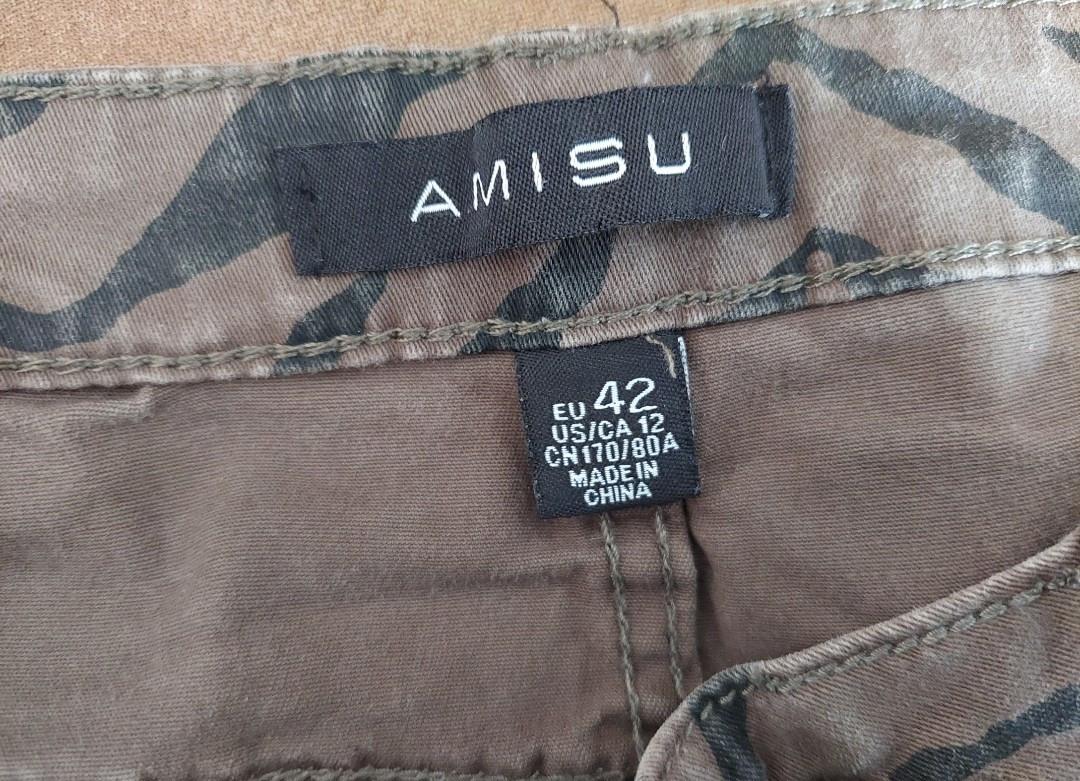 AMISU
EU 42
US/CA 12
CN170/80A
MADE IN
CHINA